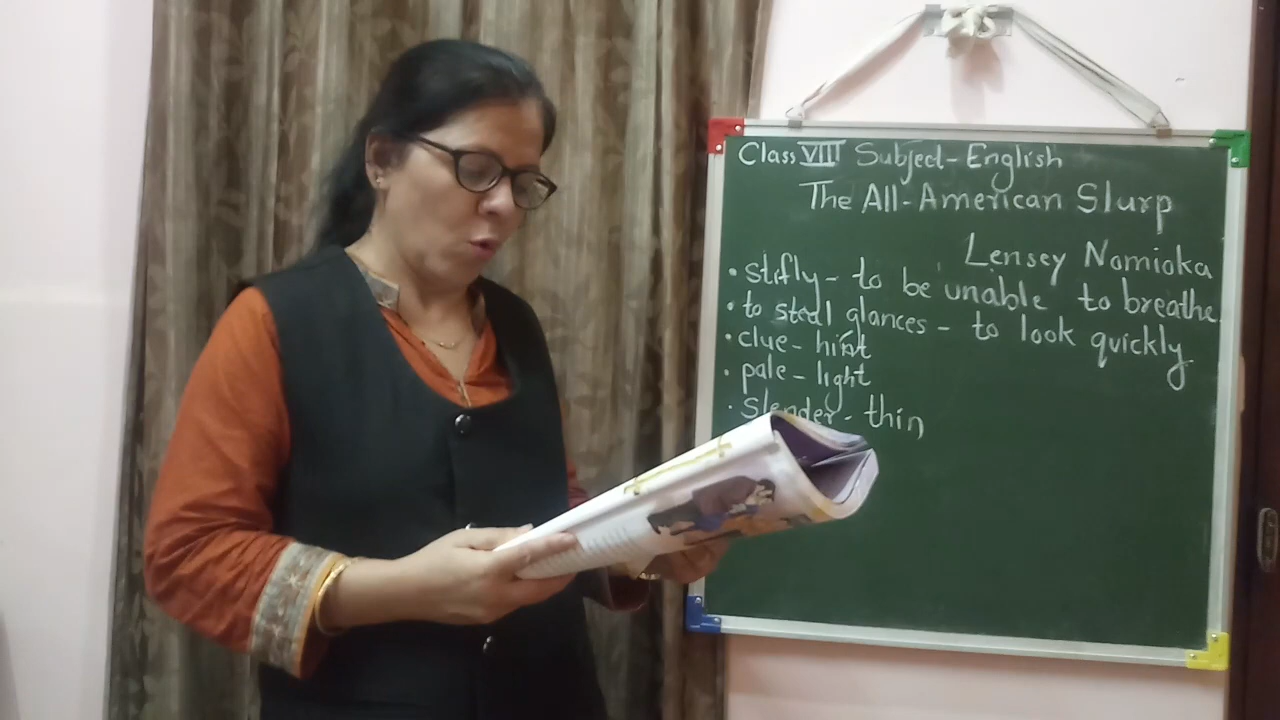 Class VIII Subject - English
The All-American Slurp
Lensey Nomioka
• stifly - to be unable to breathe.
• to steal glances - to look quickly
• clue - hint
• pale - light
• Slender - thin